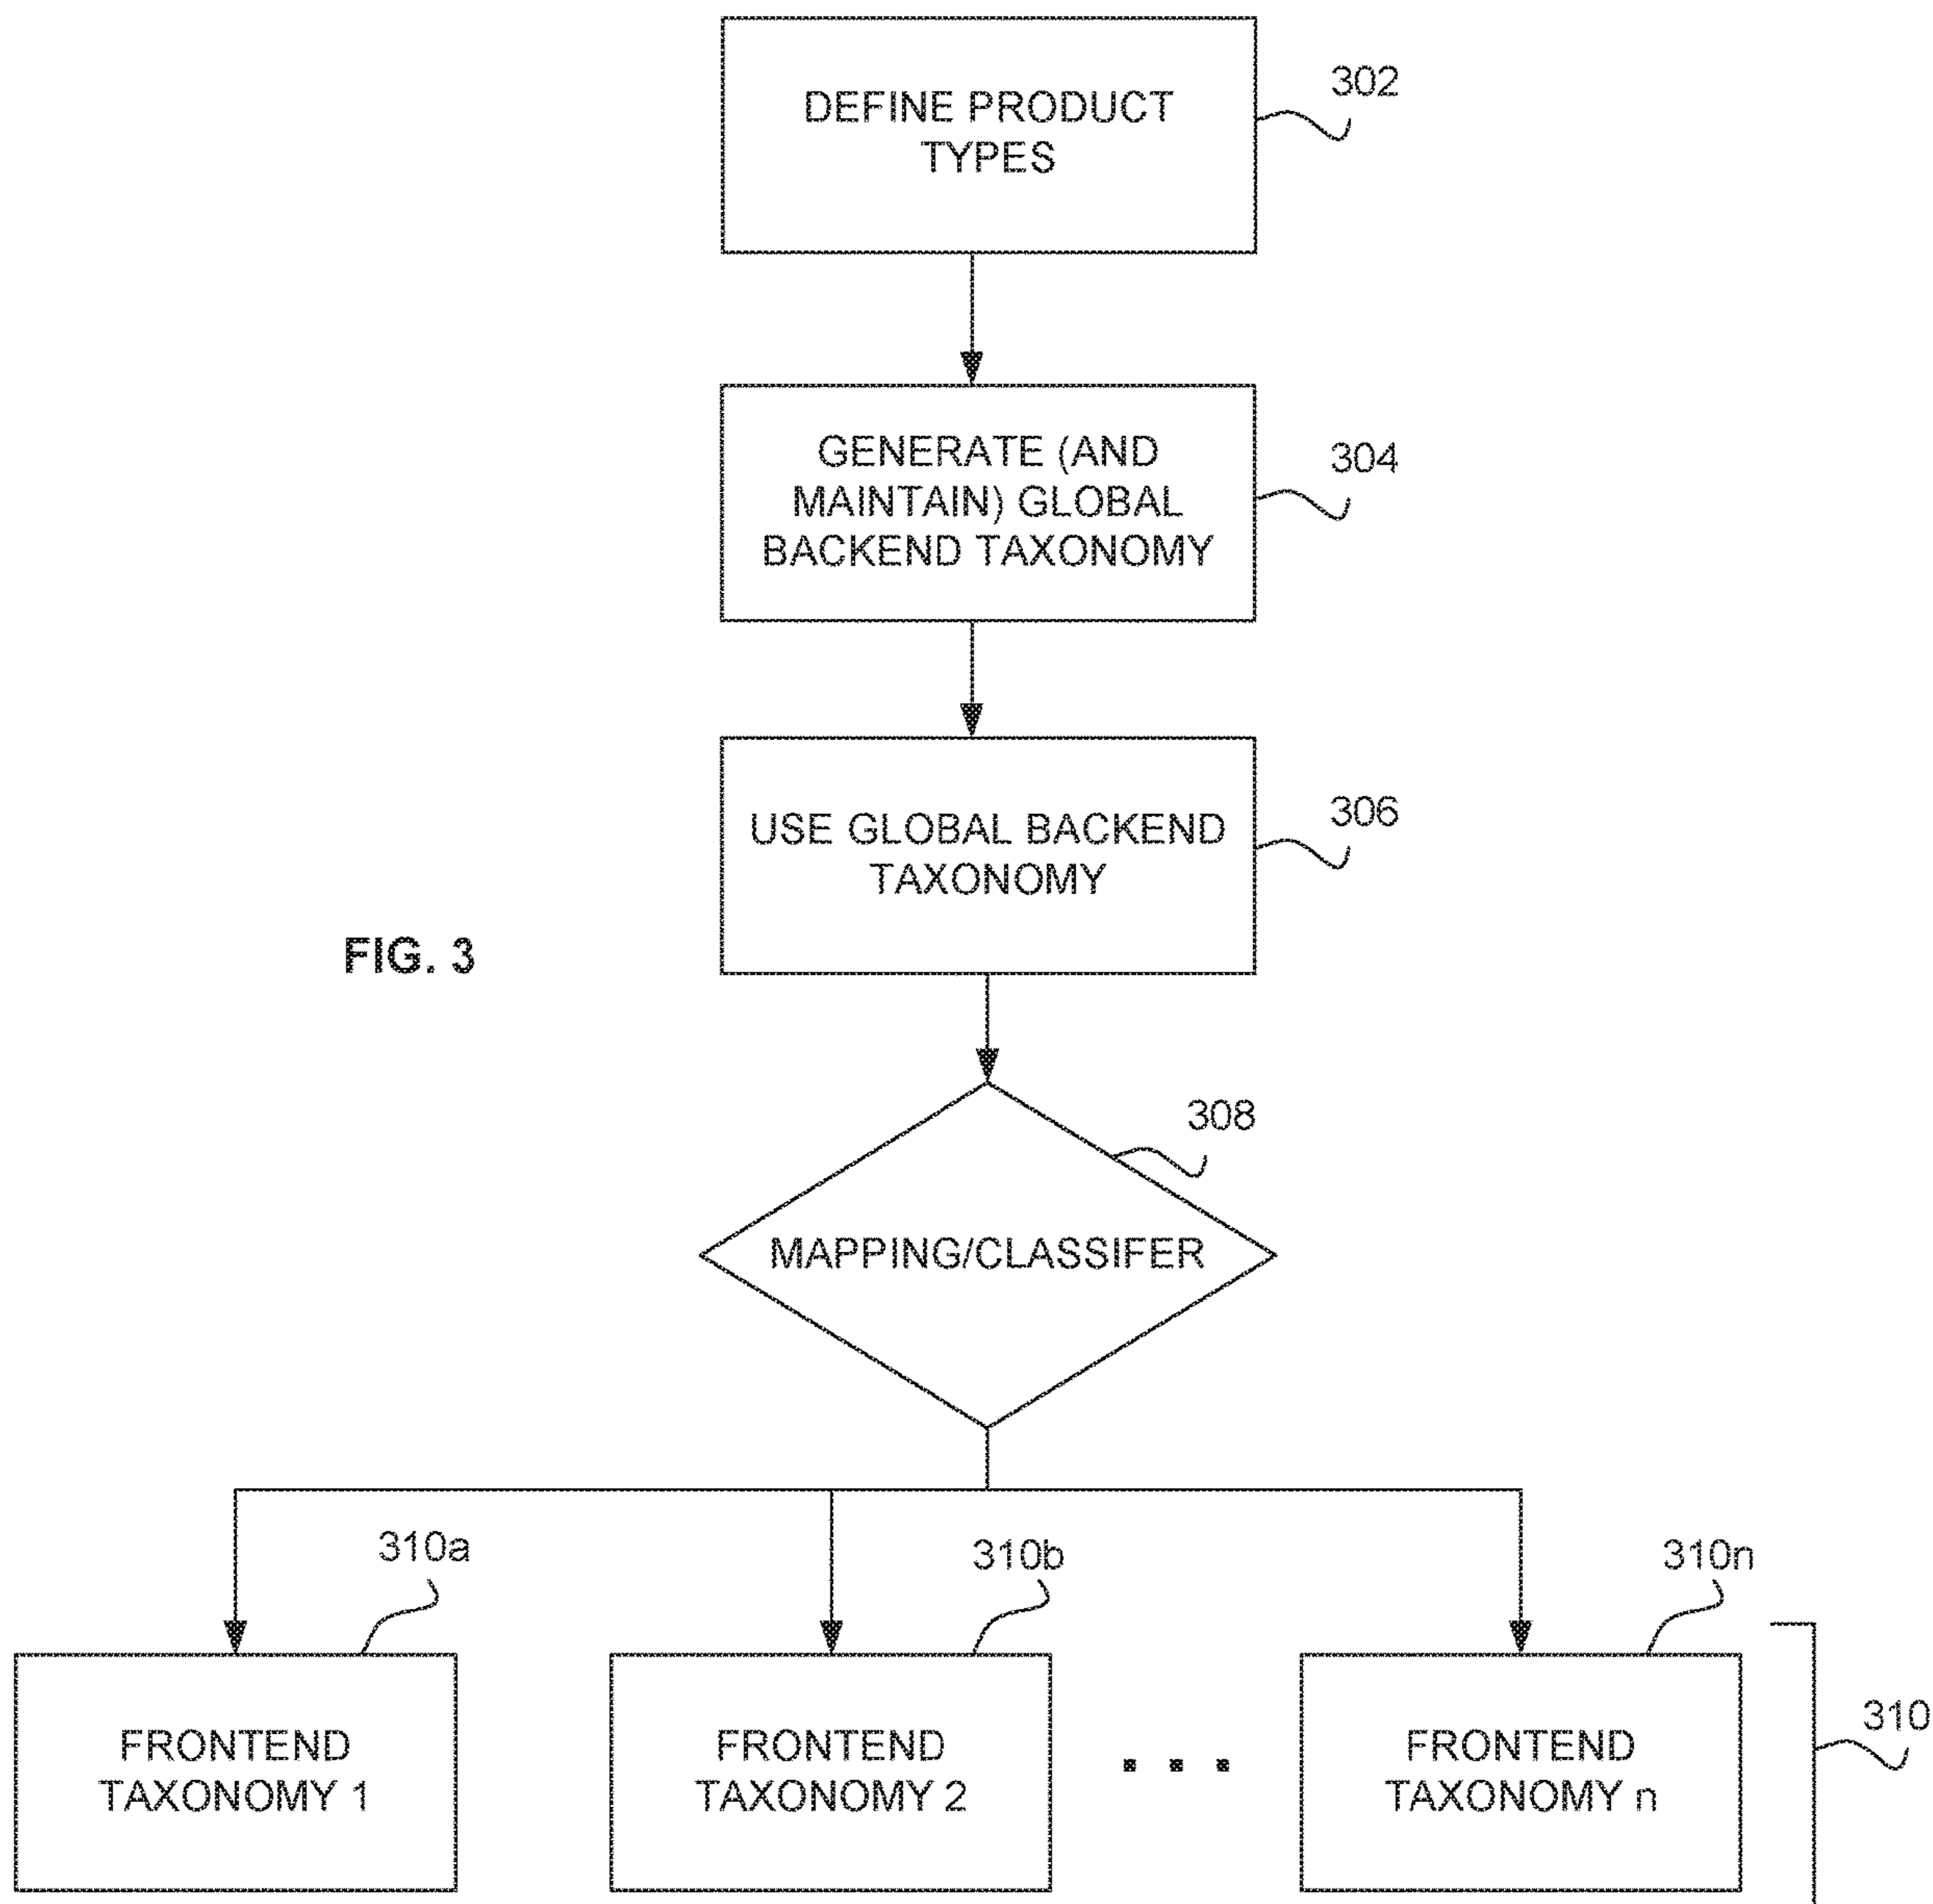 DEFINE PRODUCT
TYPES
302
GENERATE (AND
MAINTAIN) GLOBAL
BACKEND TAXONOMY
304
USE GLOBAL BACKEND
TAXONOMY
306
FIG. 3
308
MAPPING/CLASSIFER
310a
310b
310n
FRONTEND
TAXONOMY 1
FRONTEND
TAXONOMY 2
. . .
FRONTEND
TAXONOMY n
310